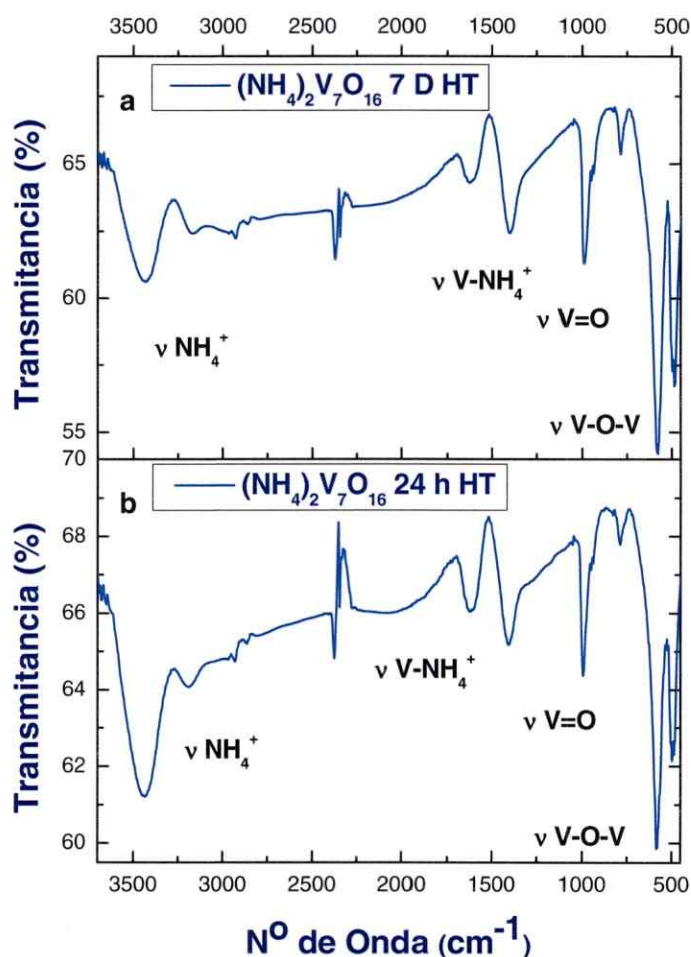 3500 3000 2500 2000 1500 1000 500
a
(NH4)2V7O16 7 D HT
Transmitancia (%)
65
60
55
ν NH4+
ν V-NH4+
ν V=O
ν V-O-V
70
b
(NH4)2V7O16 24 h HT
Transmitancia (%)
68
66
64
62
60
ν NH4+
ν V-NH4+
ν V=O
ν V-O-V
3500 3000 2500 2000 1500 1000 500
NO de Onda (cm-1)